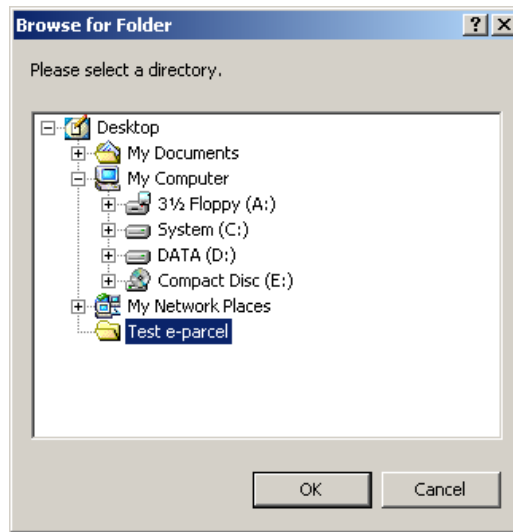 Browse for Folder
Please select a directory.
Desktop
My Documents
My Computer
3½ Floppy (A:)
System (C:)
DATA (D:)
Compact Disc (E:)
My Network Places
Test e-parcel
OK Cancel